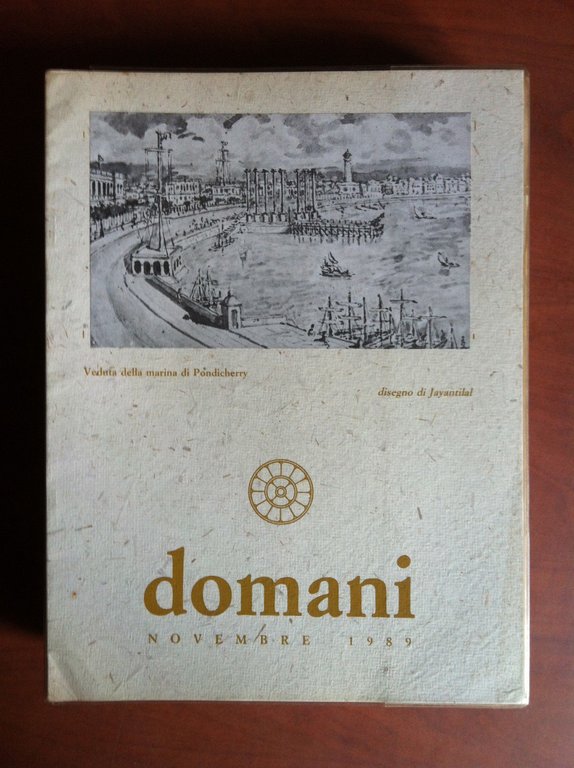 Veduta della marina di Pondicherry
disegno di Jayantilal
domani
NOVEMBRE 1989